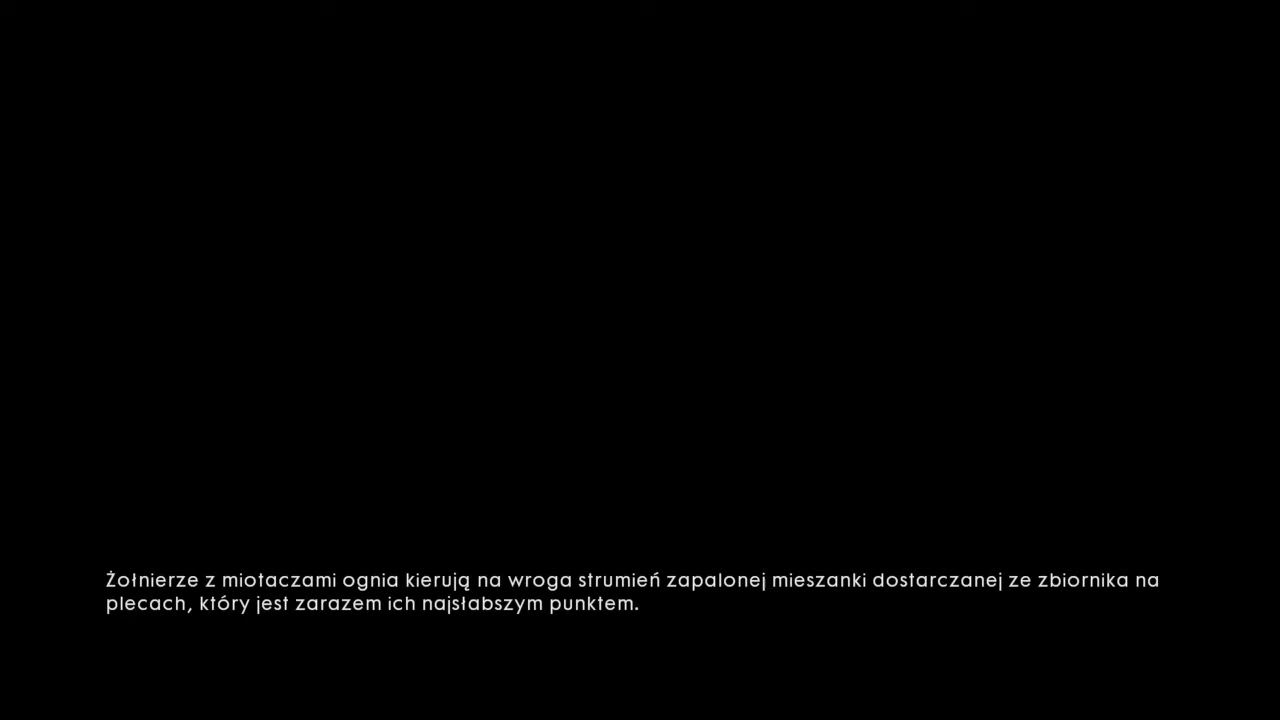 Żołnierze z miotaczami ognia kierują na wroga strumień zapalonej mieszanki dostarczanej ze zbiornika na
plecach, który jest zarazem ich najsłabszym punktem.